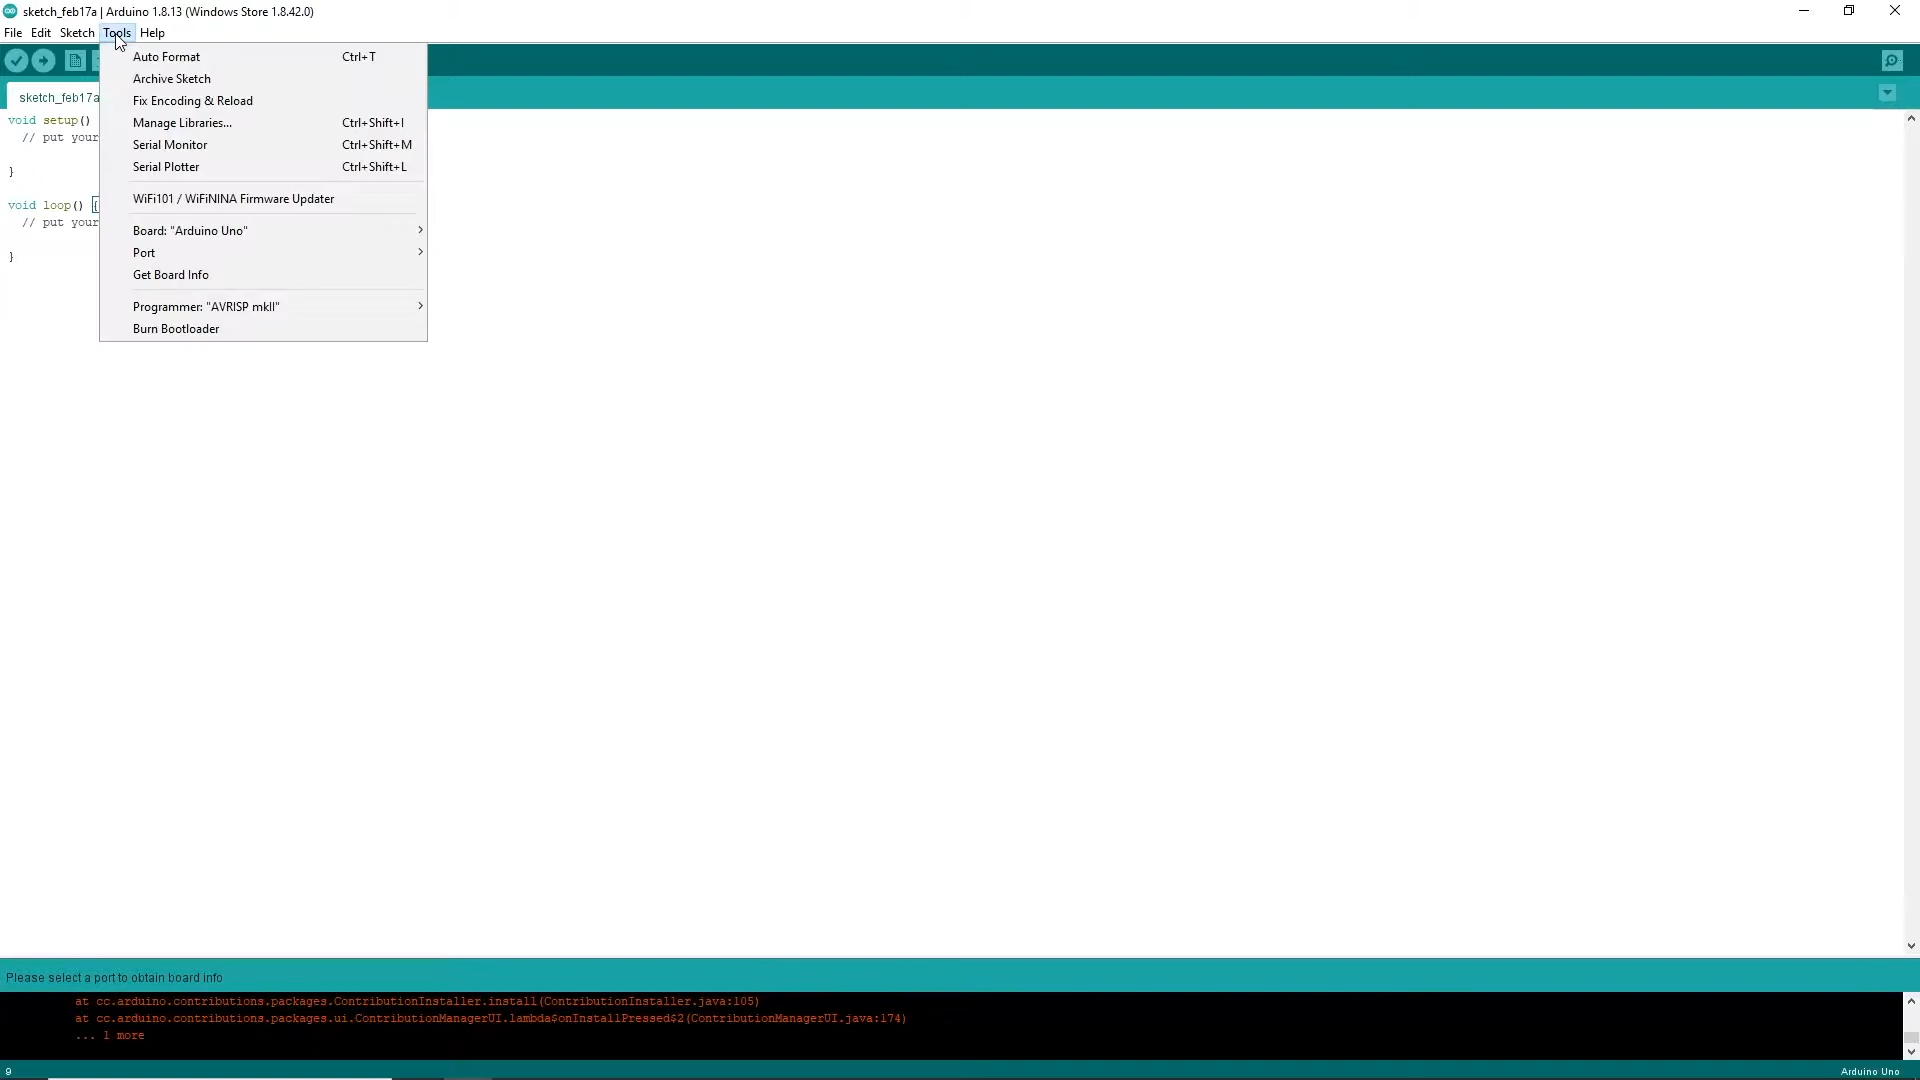 sketch_feb17a | Arduino 1.8.13 (Windows Store 1.8.42.0)
File Edit Sketch Tools Help
Auto Format Ctrl+T
Archive Sketch
Fix Encoding & Reload
Manage Libraries... Ctrl+Shift+I
Serial Monitor Ctrl+Shift+M
Serial Plotter Ctrl+Shift+L
WiFi101 / WiFiNINA Firmware Updater
Board: "Arduino Uno"
Port
Get Board Info
Programmer: "AVRISP mkII"
Burn Bootloader
sketch_feb17a
void setup()
// put your
}
void loop() {
// put your
}
Please select a port to obtain board info
at cc.arduino.contributions.packages.ContributionInstaller.install(ContributionInstaller.java:105)
at cc.arduino.contributions.packages.ui.ContributionManagerUI.lambda$onInstallPressed$2(ContributionManagerUI.java:174)
... 1 more
9 Arduino Uno